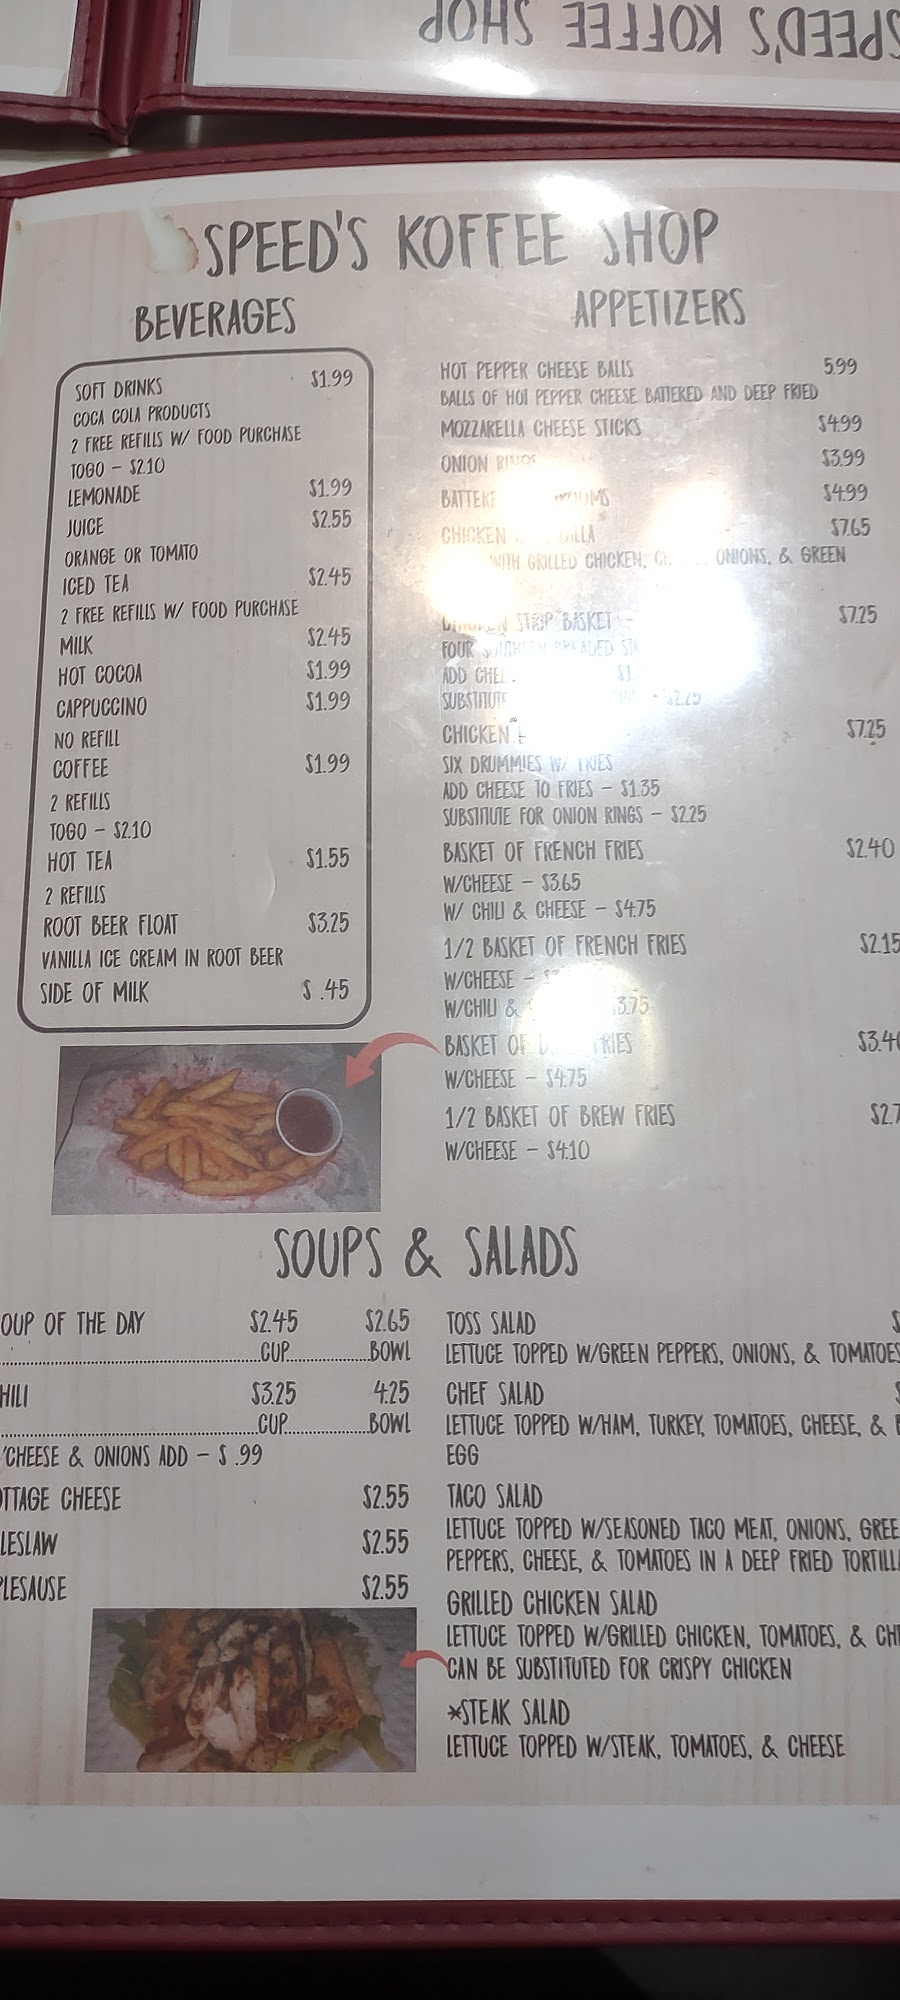 SPEED'S KOFFEE SHOP
SPEED'S KOFFEE SHOP
BEVERAGES
SOFT DRINKS $1.99
COCA COLA PRODUCTS
2 FREE REFILLS W/ FOOD PURCHASE
TOGO – $2.10
LEMONADE $1.99
JUICE $2.55
ORANGE OR TOMATO
ICED TEA $2.45
2 FREE REFILLS W/ FOOD PURCHASE
MILK $2.45
HOT COCOA $1.99
CAPPUCCINO $1.99
NO REFILL
COFFEE $1.99
2 REFILLS
TOGO – $2.10
HOT TEA $1.55
2 REFILLS
ROOT BEER FLOAT $3.25
VANILLA ICE CREAM IN ROOT BEER
SIDE OF MILK $ .45
APPETIZERS
HOT PEPPER CHEESE BALLS 5.99
BALLS OF HOT PEPPER CHEESE BATTERED AND DEEP FRIED
MOZZARELLA CHEESE STICKS $4.99
ONION RINGS $3.99
$4.99
CHICKEN $7.65
WITH GRILLED CHICKEN, ONIONS, & GREEN
STRIP BASKET $7.25
FOUR BREADED
ADD
SUBSTITUTE
CHICKEN $7.25
SIX DRUMMIES W/ FRIES
ADD CHEESE TO FRIES – $1.35
SUBSTITUTE FOR ONION RINGS – $2.25
BASKET OF FRENCH FRIES $2.40
W/CHEESE – $3.65
W/ CHILI & CHEESE – $4.75
1/2 BASKET OF FRENCH FRIES $2.15
W/CHEESE –
W/CHILI & 3.75
BASKET OF FRIES
W/CHEESE – $4.75
1/2 BASKET OF BREW FRIES
W/CHEESE – $4.10
SOUPS & SALADS
OUP OF THE DAY $2.45 $2.65
CUP BOWL
HILI $3.25 4.25
CUP BOWL
CHEESE & ONIONS ADD – $ .99
TTAGE CHEESE $2.55
LESLAW $2.55
PLESAUSE $2.55
TOSS SALAD
LETTUCE TOPPED W/GREEN PEPPERS, ONIONS, & TOMATOES
CHEF SALAD
LETTUCE TOPPED W/HAM, TURKEY, TOMATOES, CHEESE, &
EGG
TACO SALAD
LETTUCE TOPPED W/SEASONED TACO MEAT, ONIONS, GREE
PEPPERS, CHEESE, & TOMATOES IN A DEEP FRIED TORTILL
GRILLED CHICKEN SALAD
LETTUCE TOPPED W/GRILLED CHICKEN, TOMATOES, & CH
CAN BE SUBSTITUTED FOR CRISPY CHICKEN
*STEAK SALAD
LETTUCE TOPPED W/STEAK, TOMATOES, & CHEESE